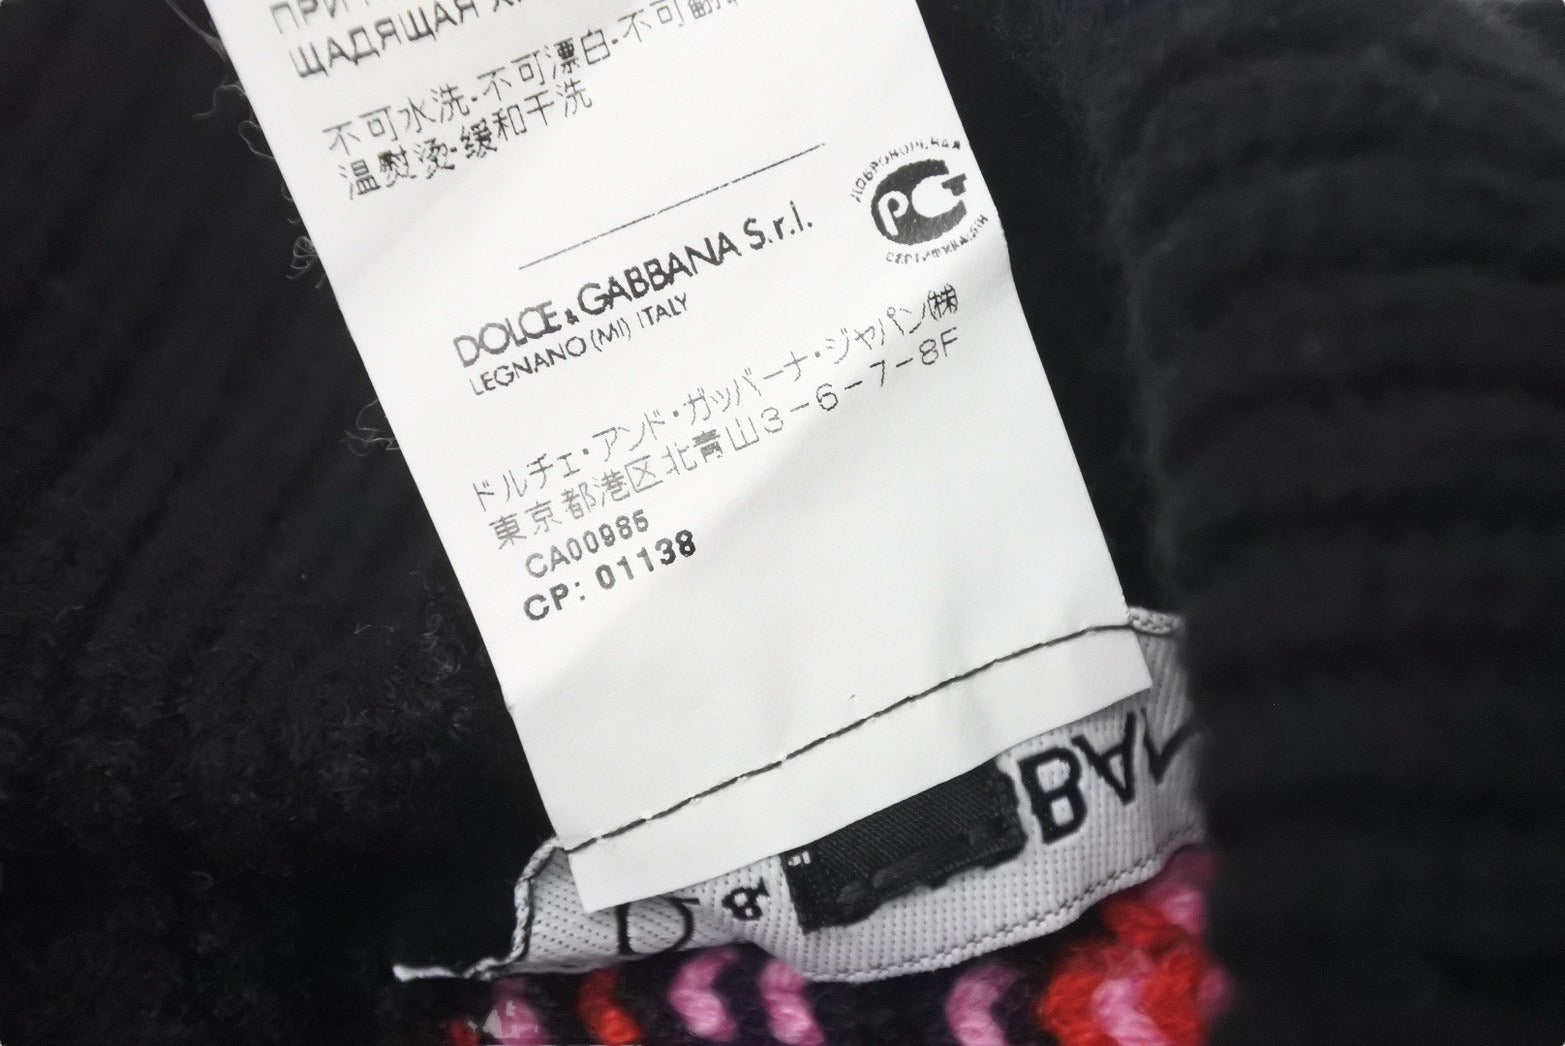 ЩАДЯЩАЯ
不可水洗-不可漂白-不可翻
温熨烫-缓和干洗
DOLCE & GABBANA S.r.l.
LEGNANO (MI) ITALY
PCT
ドルチェ・アンド・ガッバーナ・ジャパン(株)
東京都港区北青山3-6-7-8F
CA00985
CP: 01138
&